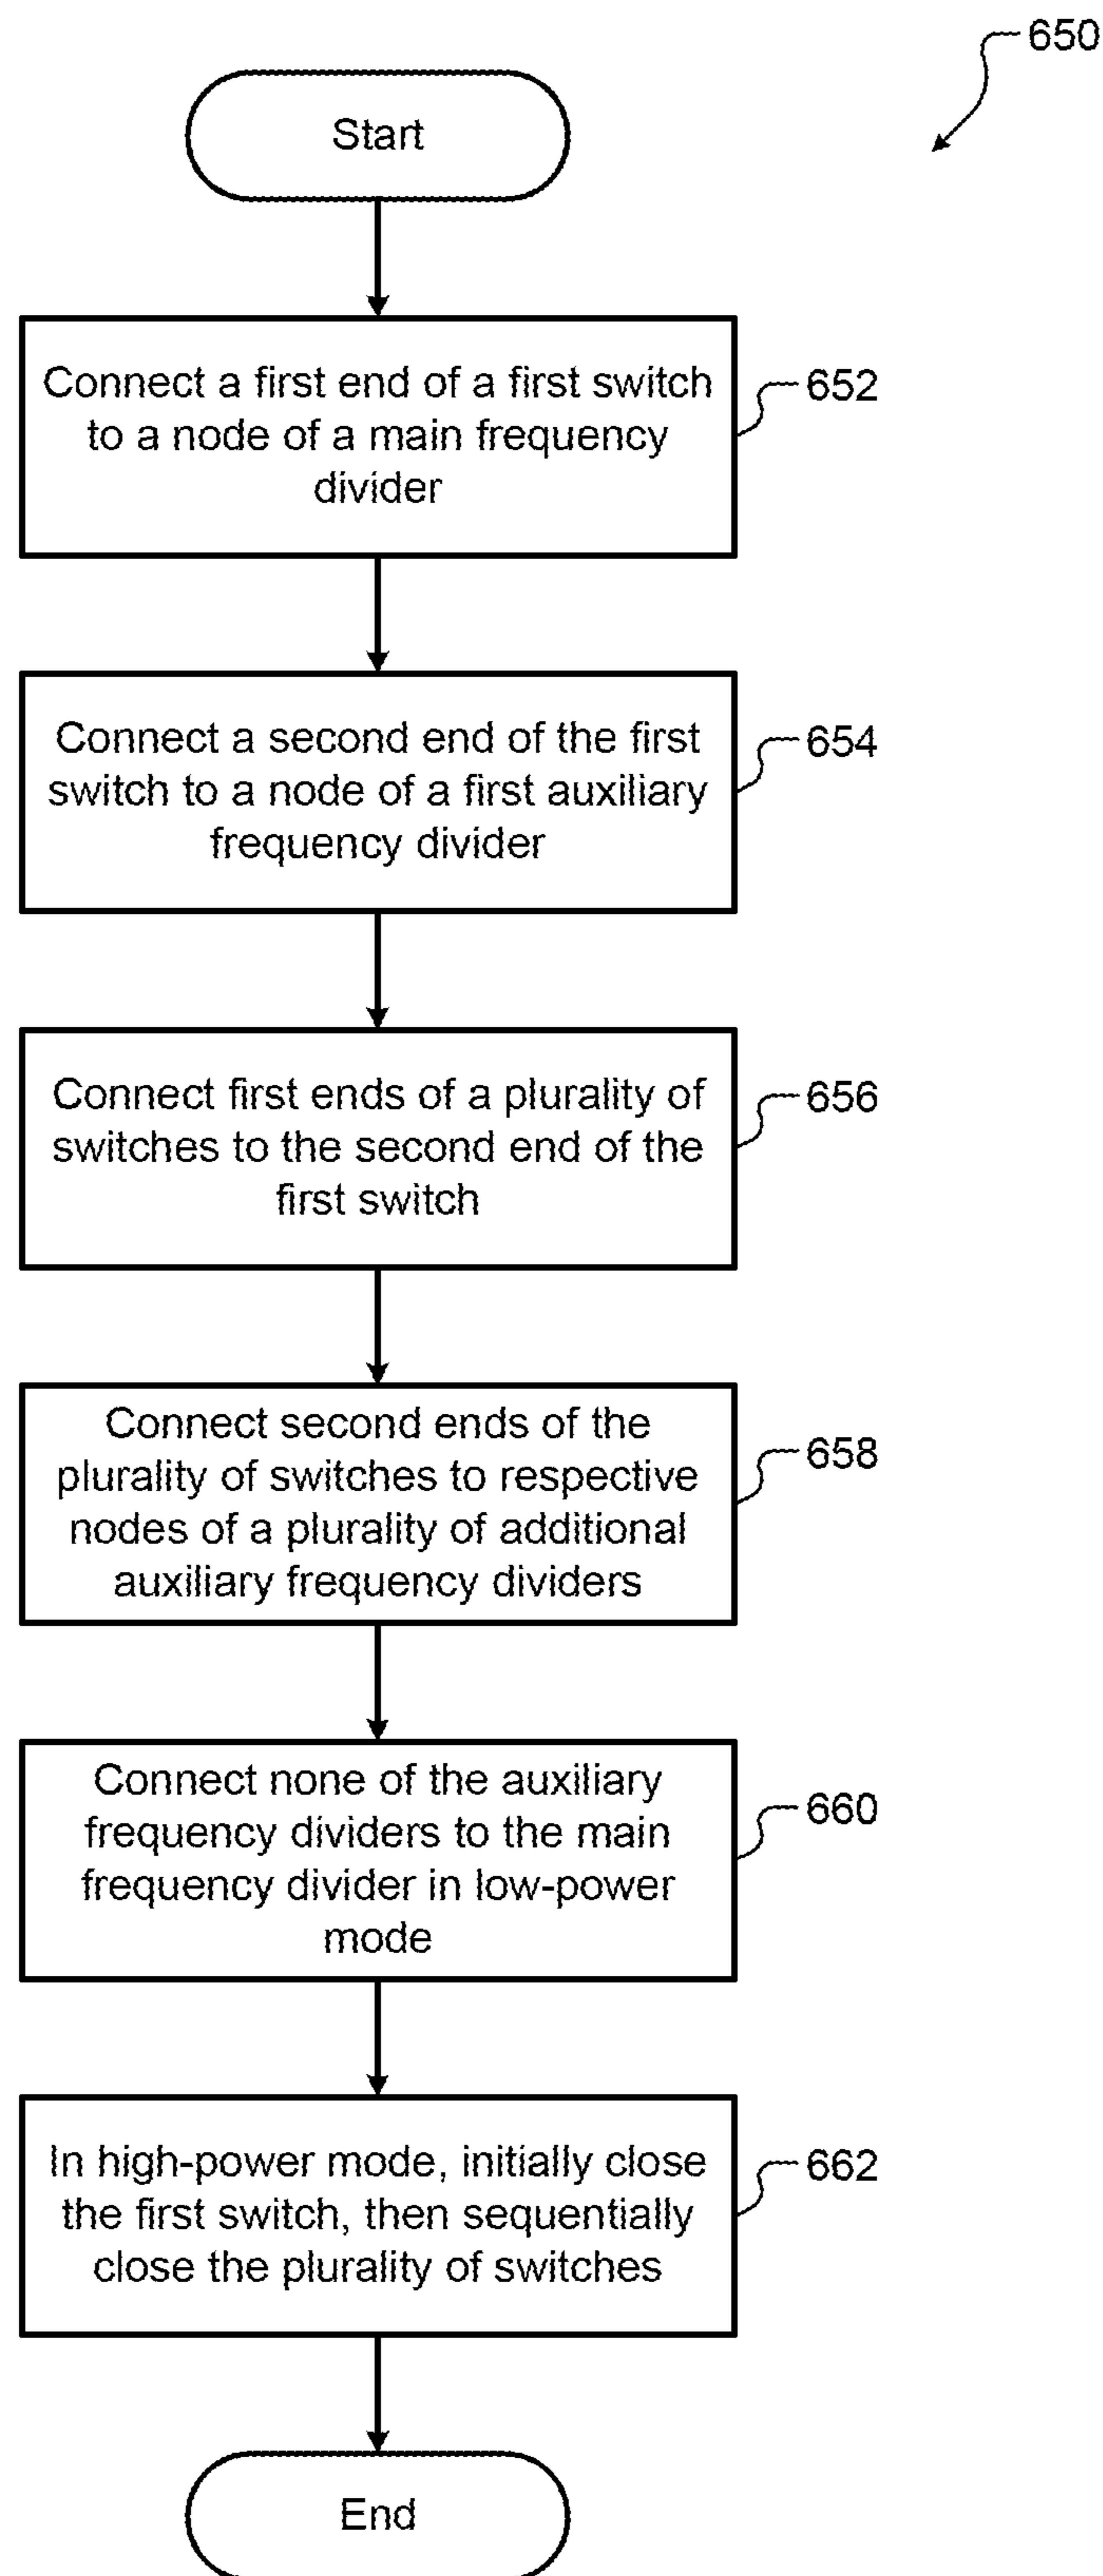 650
Start
Connect a first end of a first switch
to a node of a main frequency
divider
652
Connect a second end of the first
switch to a node of a first auxiliary
frequency divider
654
Connect first ends of a plurality of
switches to the second end of the
first switch
656
Connect second ends of the
plurality of switches to respective
nodes of a plurality of additional
auxiliary frequency dividers
658
Connect none of the auxiliary
frequency dividers to the main
frequency divider in low-power
mode
660
In high-power mode, initially close
the first switch, then sequentially
close the plurality of switches
662
End